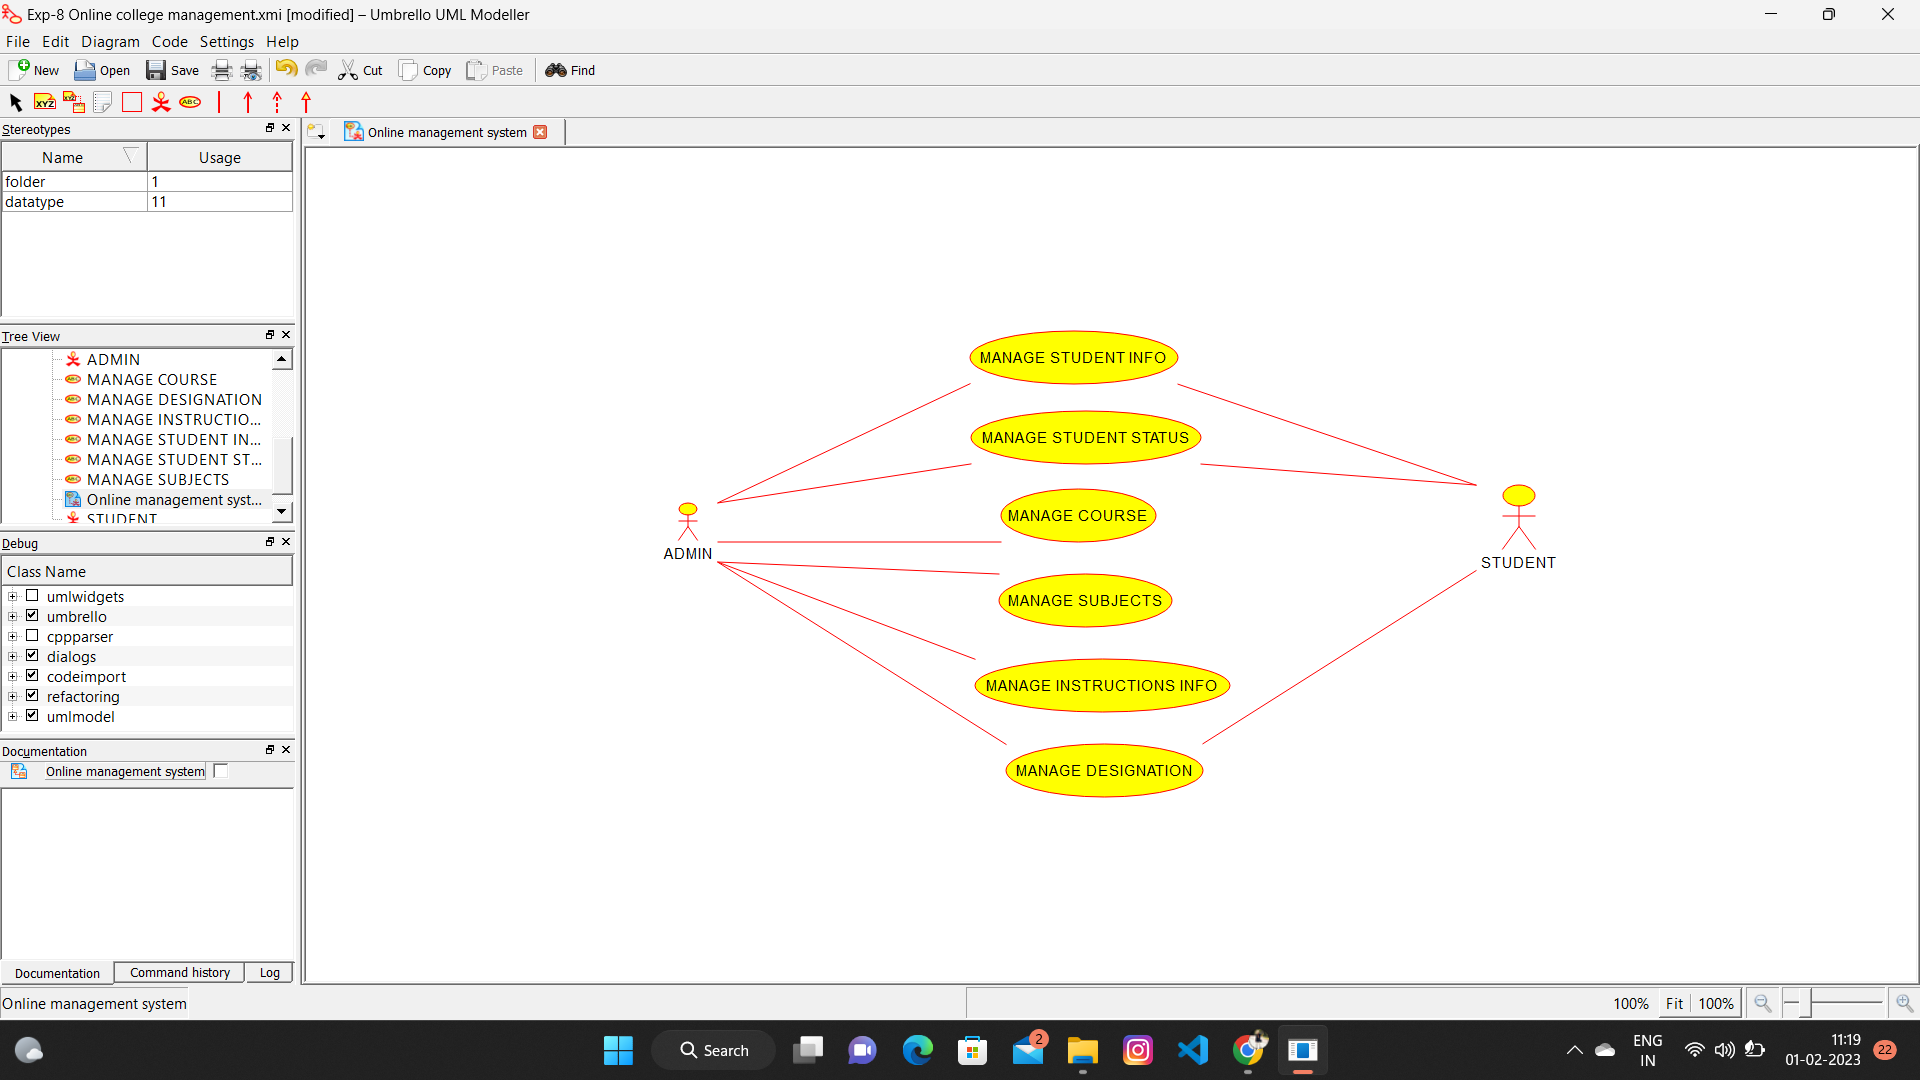 Exp-8 Online college management.xmi [modified] – Umbrello UML Modeller
File Edit Diagram Code Settings Help
New Open Save Cut Copy Paste Find
XYZ XYZ ABC
Stereotypes
Name Usage
folder 1
datatype 11
Tree View
ADMIN
MANAGE COURSE
MANAGE DESIGNATION
MANAGE INSTRUCTIO...
MANAGE STUDENT IN...
MANAGE STUDENT ST...
MANAGE SUBJECTS
Online management syst...
STUDENT
Debug
Class Name
umlwidgets
umbrello
cppparser
dialogs
codeimport
refactoring
umlmodel
Documentation
Online management system
Documentation Command history Log
Online management system
Online management system
MANAGE STUDENT INFO
MANAGE STUDENT STATUS
MANAGE COURSE
ADMIN
STUDENT
MANAGE SUBJECTS
MANAGE INSTRUCTIONS INFO
MANAGE DESIGNATION
100% Fit 100%
Search
2
ENG
IN
11:19
01-02-2023
22